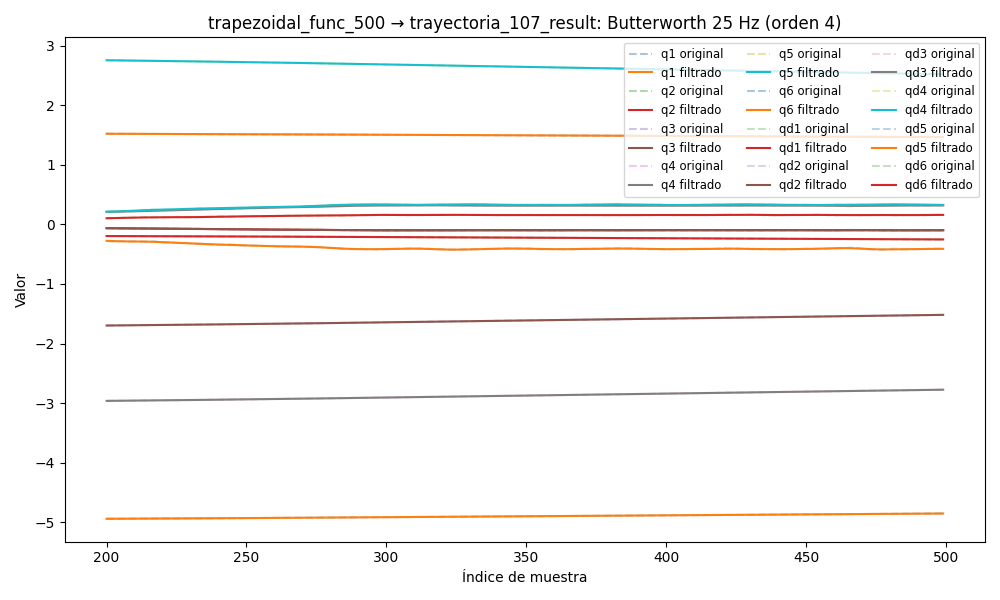 trapezoidal_func_500 → trayectoria_107_result: Butterworth 25 Hz (orden 4)
q1 original
q1 filtrado
q2 original
q2 filtrado
q3 original
q3 filtrado
q4 original
q4 filtrado
q5 original
q5 filtrado
q6 original
q6 filtrado
qd1 original
qd1 filtrado
qd2 original
qd2 filtrado
qd3 original
qd3 filtrado
qd4 original
qd4 filtrado
qd5 original
qd5 filtrado
qd6 original
qd6 filtrado
Valor
3
2
1
0
−1
−2
−3
−4
−5
200
250
300
350
400
450
500
Índice de muestra